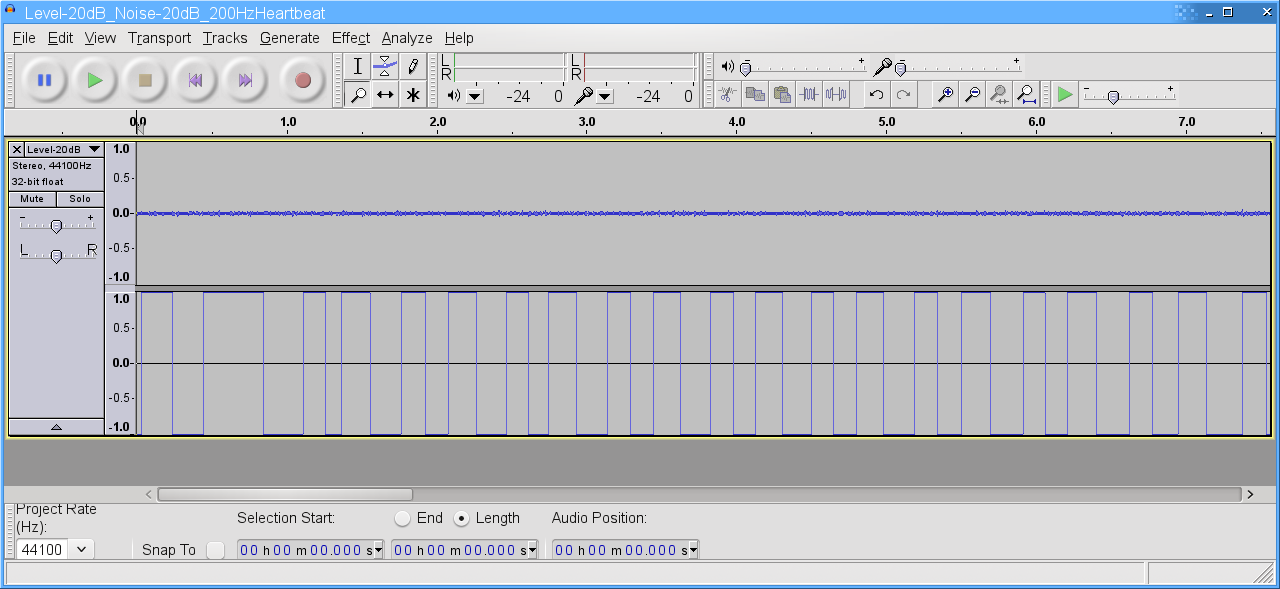 Level-20dB_Noise-20dB_200HzHeartbeat
File Edit View Transport Tracks Generate Effect Analyze Help
L
R
-24 0
L
R
-24 0
- +
- +
- +
0.0 1.0 2.0 3.0 4.0 5.0 6.0 7.0
Level-20dB
Stereo, 44100Hz
32-bit float
Mute Solo
- +
L R
1.0
0.5-
0.0-
-0.5-
-1.0
1.0
0.5-
0.0-
-0.5-
-1.0
Project Rate
(Hz):
44100
Snap To
Selection Start:
End Length
Audio Position:
00 h 00 m 00.000 s
00 h 00 m 00.000 s
00 h 00 m 00.000 s